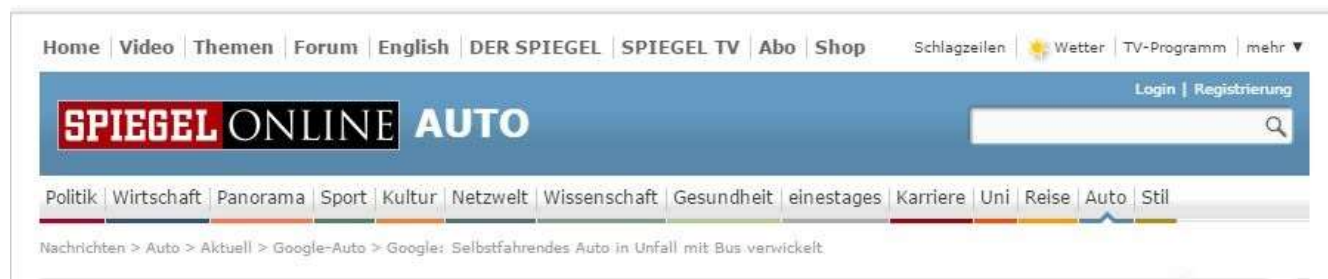 Home Video Themen Forum English DER SPIEGEL SPIEGEL TV Abo Shop Schlagzeilen Wetter TV-Programm mehr ▼
Login | Registrierung
SPIEGEL ONLINE AUTO
Politik Wirtschaft Panorama Sport Kultur Netzwelt Wissenschaft Gesundheit einestages Karriere Uni Reise Auto Stil
Nachrichten > Auto > Aktuell > Google-Auto > Google: Selbstfahrendes Auto in Unfall mit Bus verwickelt